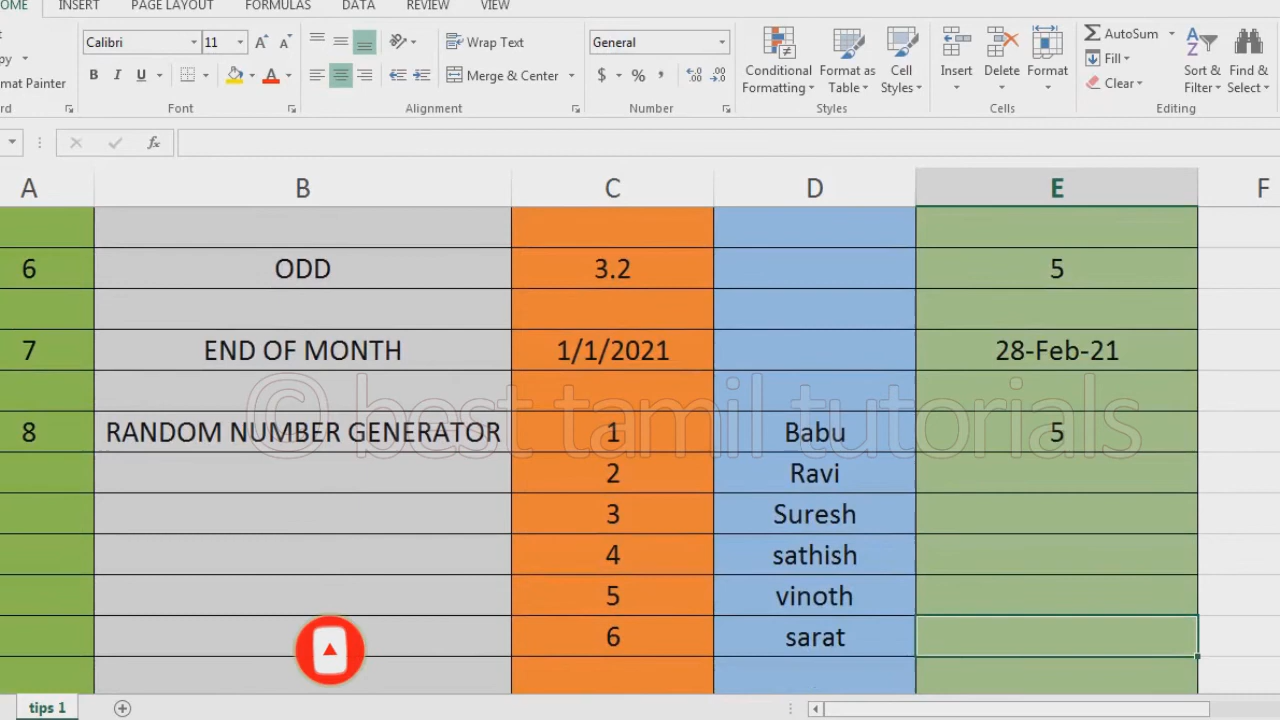 OME INSERT PAGE LAYOUT FORMULAS DATA REVIEW VIEW
Calibri 11 Wrap Text General AutoSum
py Fill
mat Painter B I U A Merge & Center $ % , Conditional Formatting Format as Table Cell Styles Insert Delete Format Clear Sort & Filter Find & Select
rd Font Alignment Number Styles Cells Editing
fx
A B C D E F
6 ODD 3.2 5
7 END OF MONTH 1/1/2021 28-Feb-21
© best tamil tutorials
8 RANDOM NUMBER GENERATOR 1 Babu 5
2 Ravi
3 Suresh
4 sathish
5 vinoth
6 sarat
tips 1